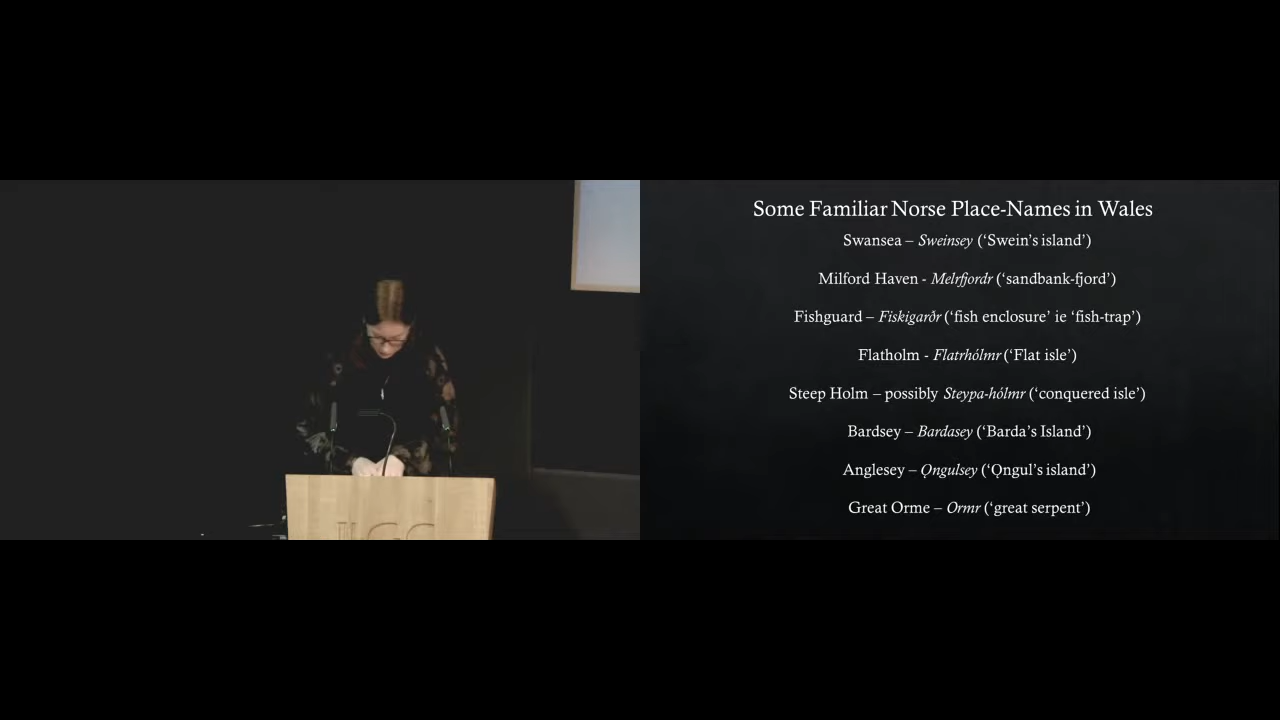 Some Familiar Norse Place-Names in Wales
Swansea – Sweinsey (‘Swein's island’)
Milford Haven - Melrfjordr (‘sandbank-fjord’)
Fishguard – Fiskigarðr (‘fish enclosure’ ie ‘fish-trap’)
Flatholm - Flatrhólmr (‘Flat isle’)
Steep Holm – possibly Steypa-hólmr (‘conquered isle’)
Bardsey – Bardasey (‘Barda’s Island’)
Anglesey – Ǫngulsey (‘Ǫngul’s island’)
Great Orme – Ormr (‘great serpent’)